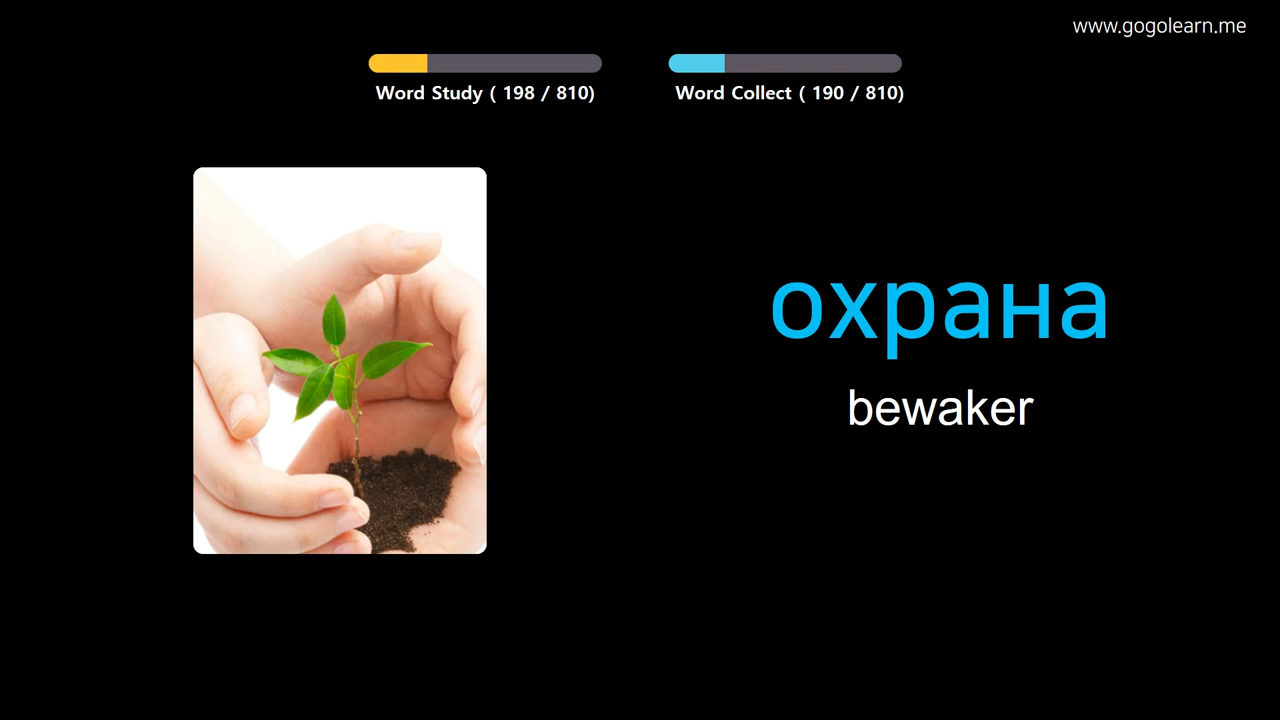 www.gogolearn.me
Word Study ( 198 / 810)
Word Collect ( 190 / 810)
охрана
bewaker